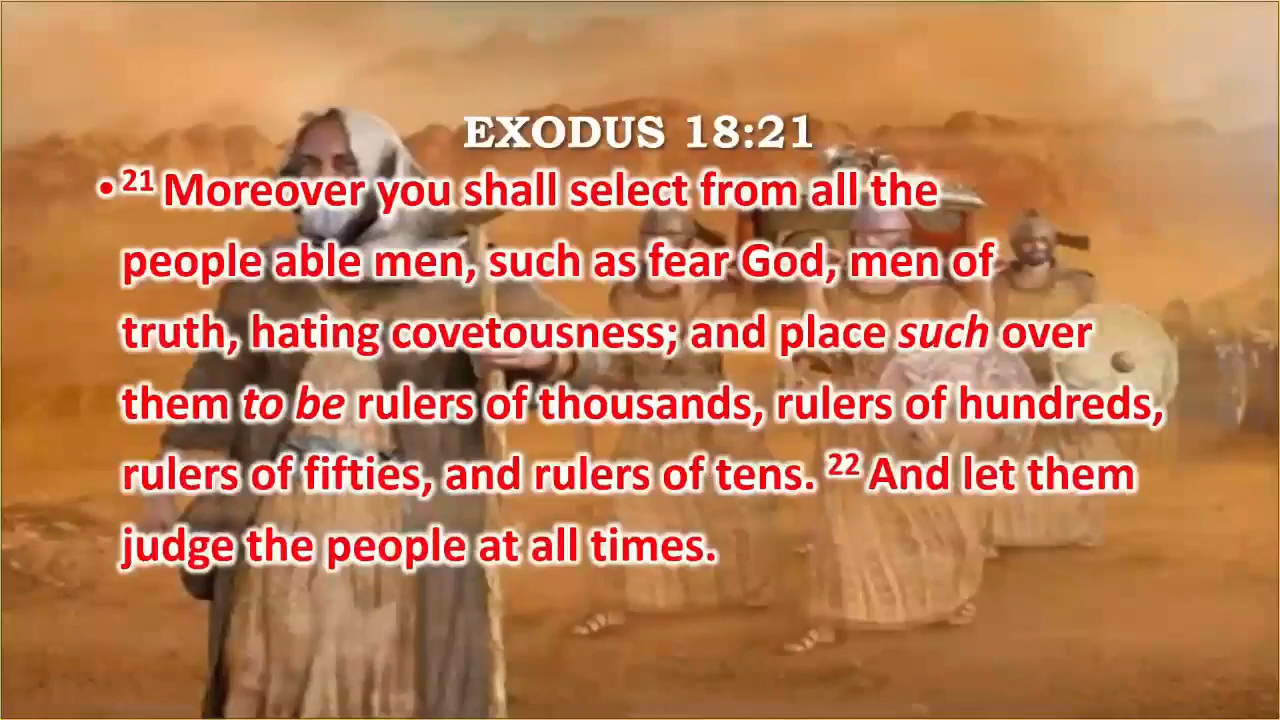 EXODUS 18:21
• 21 Moreover you shall select from all the
people able men, such as fear God, men of
truth, hating covetousness; and place such over
them to be rulers of thousands, rulers of hundreds,
rulers of fifties, and rulers of tens. 22 And let them
judge the people at all times.